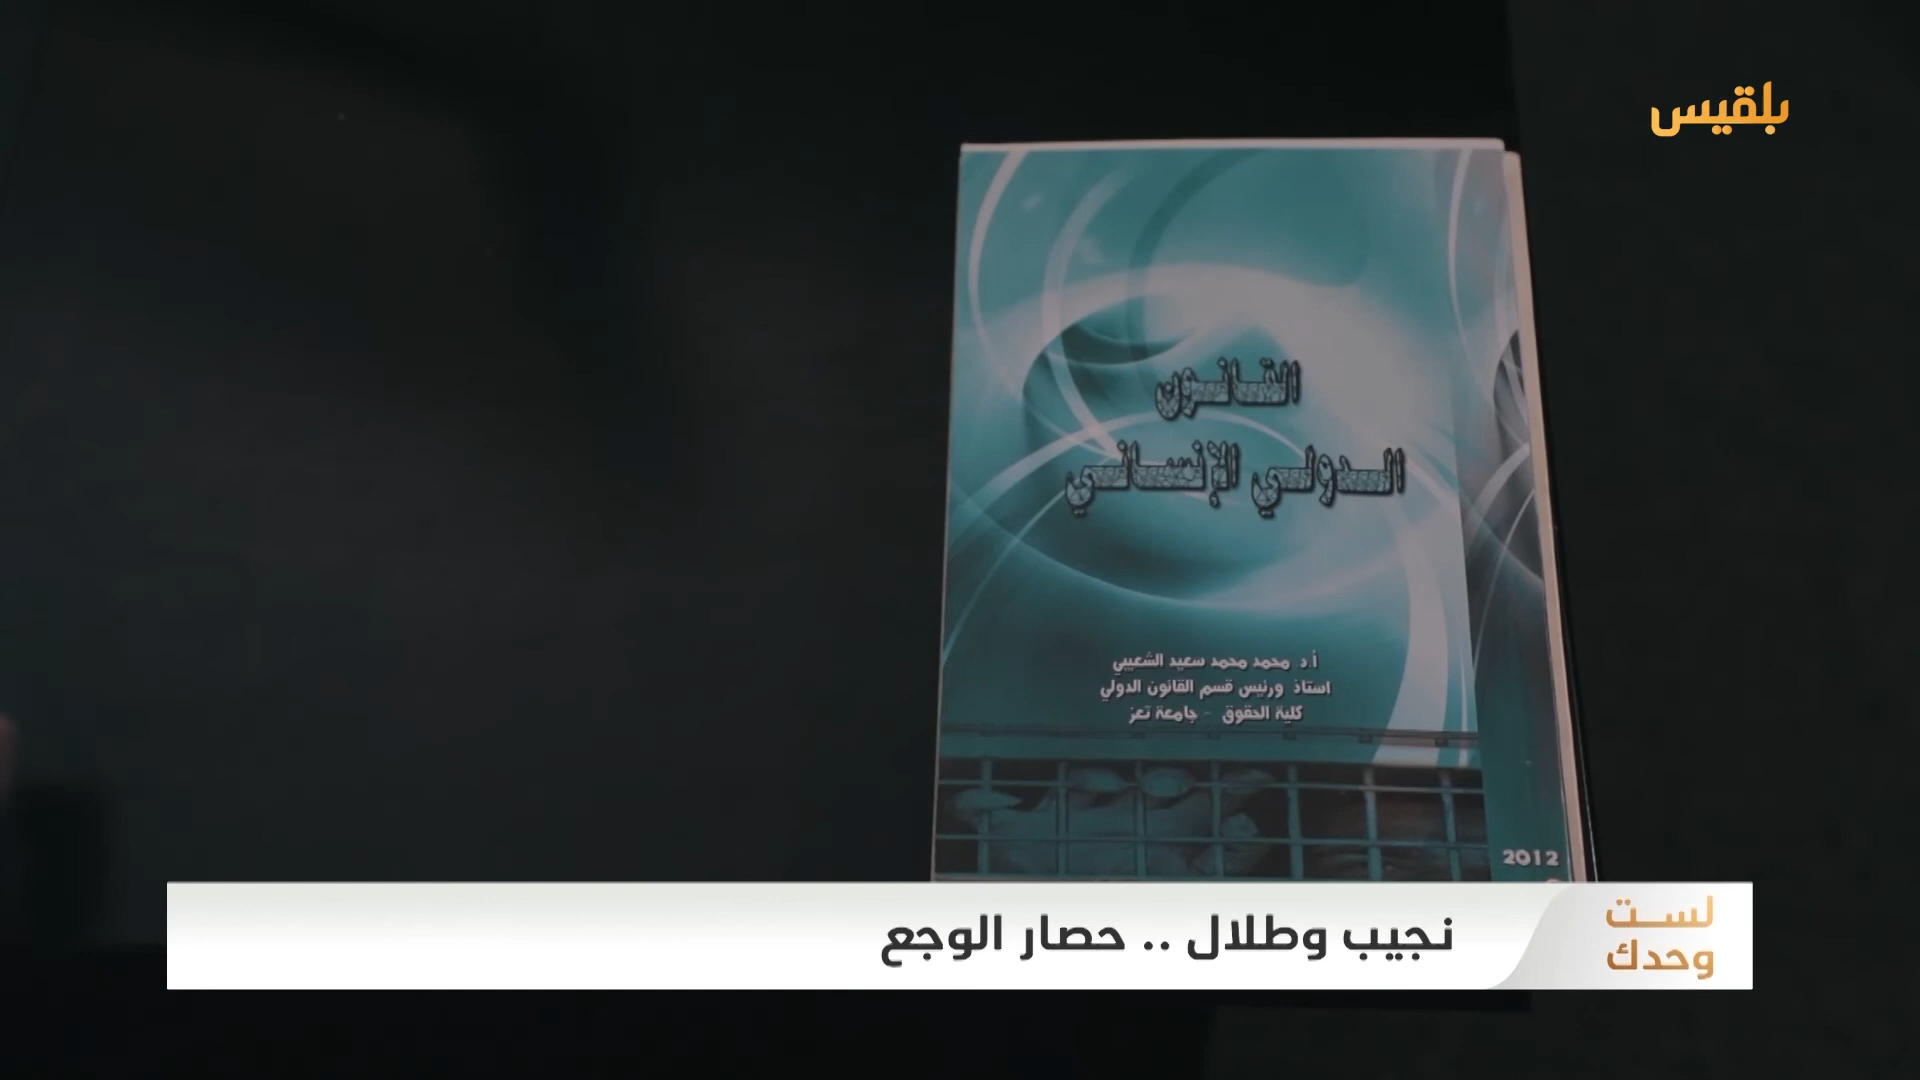 بلقيس
القانون
الدولي الإنساني
أ.د محمد محمد سعيد الشعيبي
استاذ ورئيس قسم القانون الدولي
كلية الحقوق - جامعة تعز
2012
لست
وحدك
نجيب وطلال .. حصار الوجع